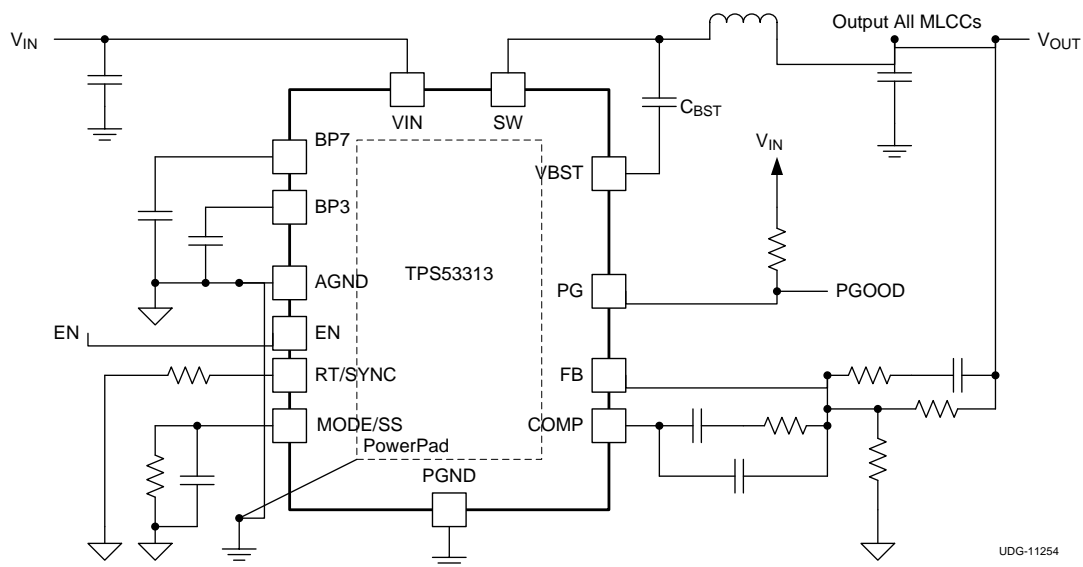 Output All MLCCs
VIN
VOUT
VIN
SW
CBST
BP7
VIN
VBST
BP3
TPS53313
AGND
PG
PGOOD
EN
EN
RT/SYNC
FB
MODE/SS
COMP
PowerPad
PGND
UDG-11254